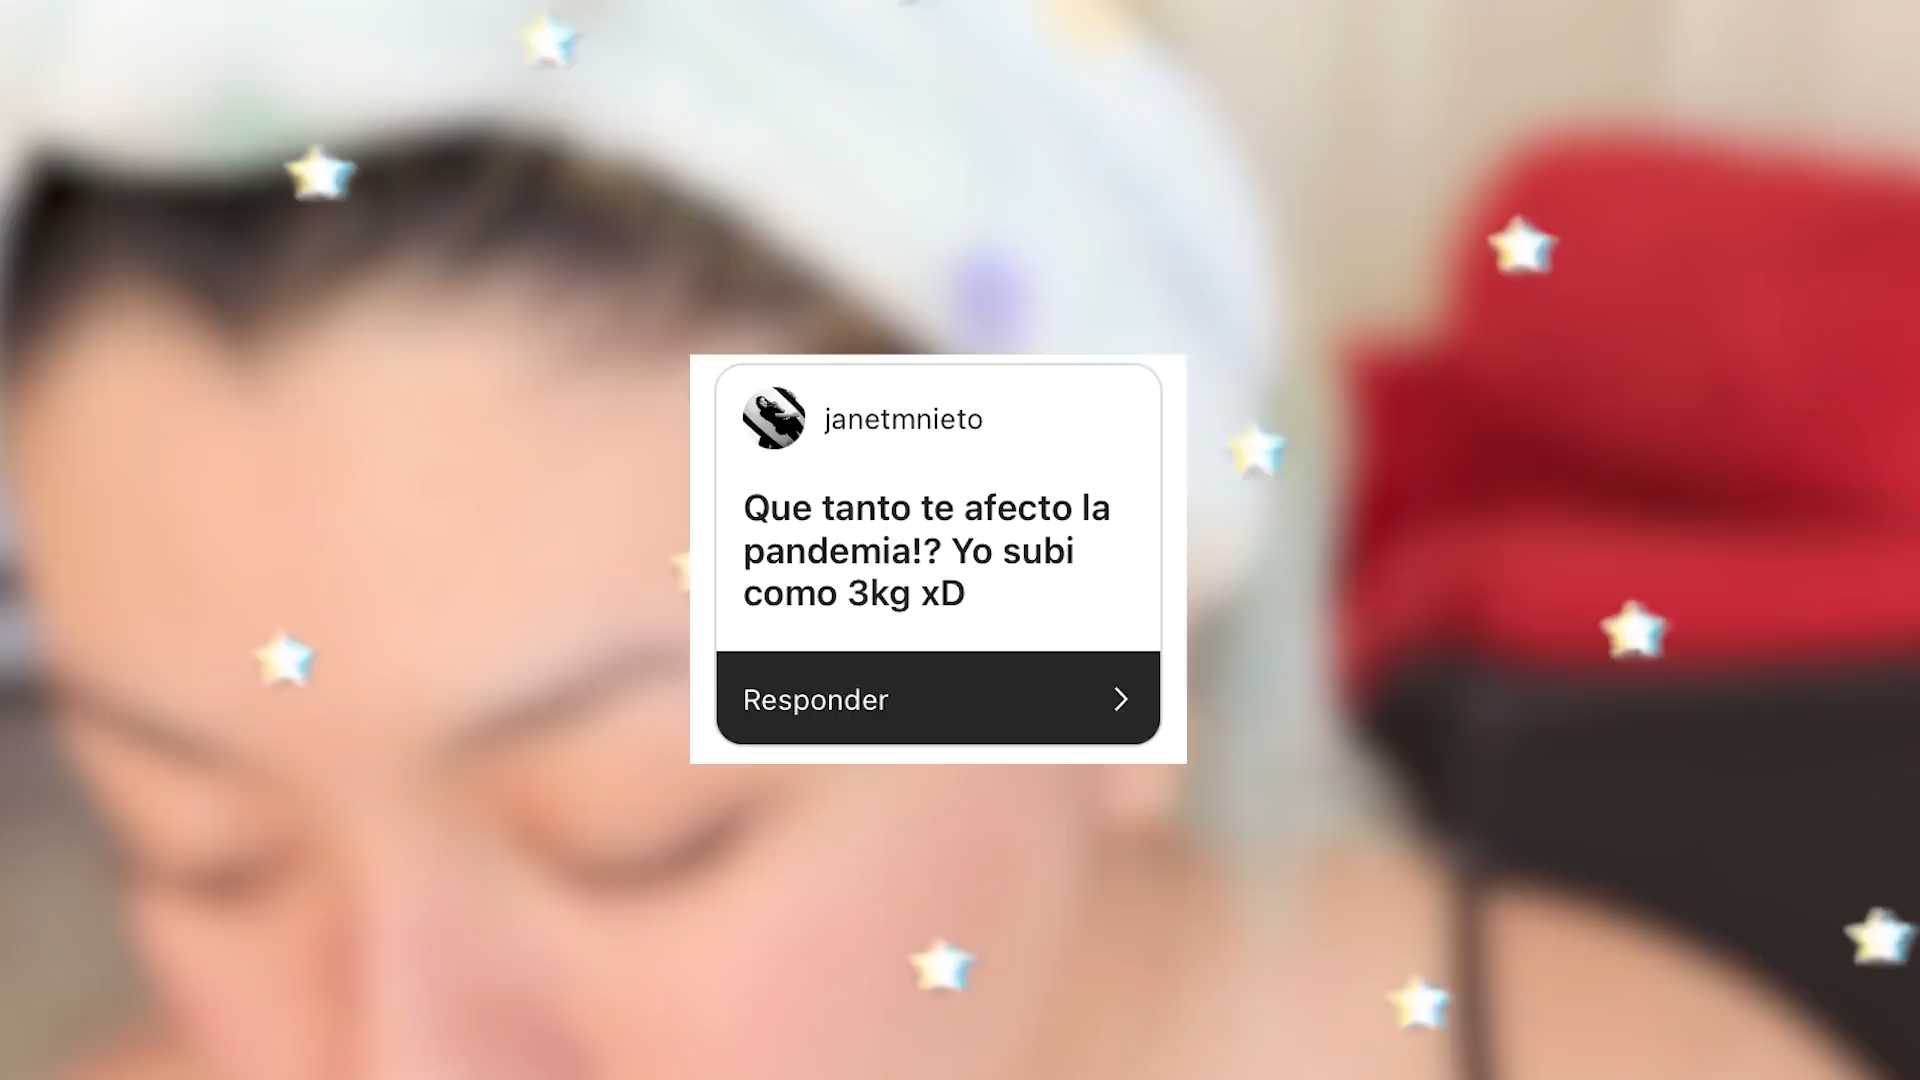 janetmnieto
Que tanto te afecto la
pandemia!? Yo subi
como 3kg xD
Responder